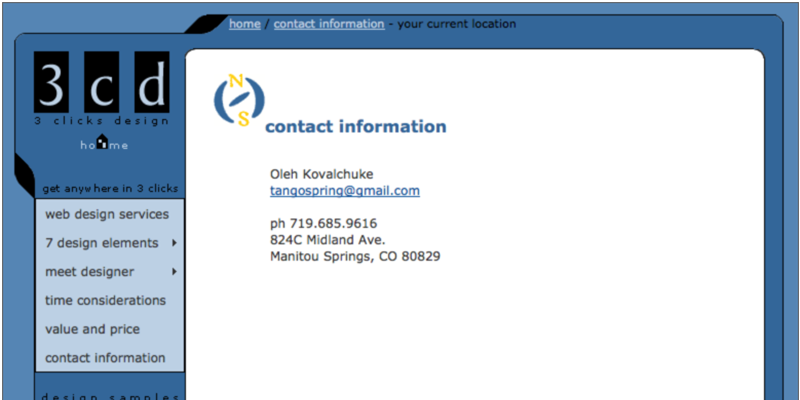 home / contact information - your current location
3 c d
3 clicks design
home
get anywhere in 3 clicks
web design services
7 design elements
meet designer
time considerations
value and price
contact information
design samples
N
S
contact information
Oleh Kovalchuke
tangospring@gmail.com
ph 719.685.9616
824C Midland Ave.
Manitou Springs, CO 80829